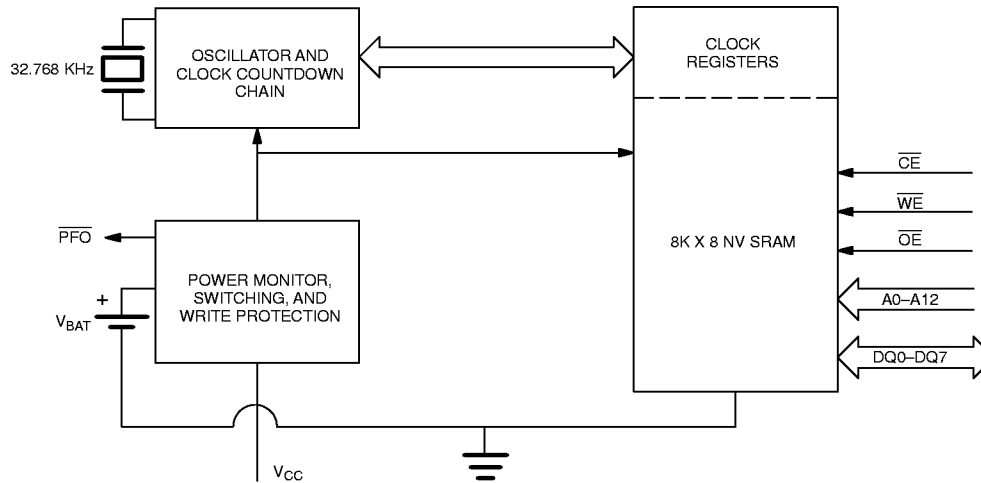 32.768 KHz
OSCILLATOR AND
CLOCK COUNTDOWN
CHAIN
CLOCK
REGISTERS
CE
WE
OE
8K X 8 NV SRAM
A0–A12
DQ0–DQ7
PFO
POWER MONITOR,
SWITCHING, AND
WRITE PROTECTION
+
VBAT
VCC